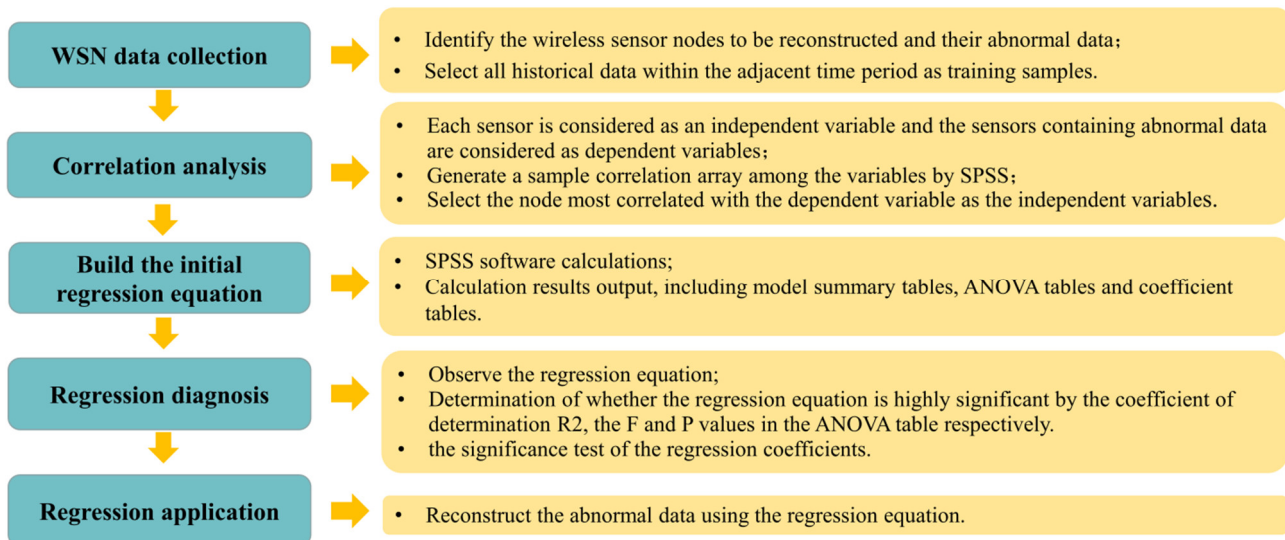 WSN data collection
• Identify the wireless sensor nodes to be reconstructed and their abnormal data;
• Select all historical data within the adjacent time period as training samples.
Correlation analysis
• Each sensor is considered as an independent variable and the sensors containing abnormal data
are considered as dependent variables;
• Generate a sample correlation array among the variables by SPSS;
• Select the node most correlated with the dependent variable as the independent variables.
Build the initial
regression equation
• SPSS software calculations;
• Calculation results output, including model summary tables, ANOVA tables and coefficient
tables.
Regression diagnosis
• Observe the regression equation;
• Determination of whether the regression equation is highly significant by the coefficient of
determination R2, the F and P values in the ANOVA table respectively.
• the significance test of the regression coefficients.
Regression application
• Reconstruct the abnormal data using the regression equation.